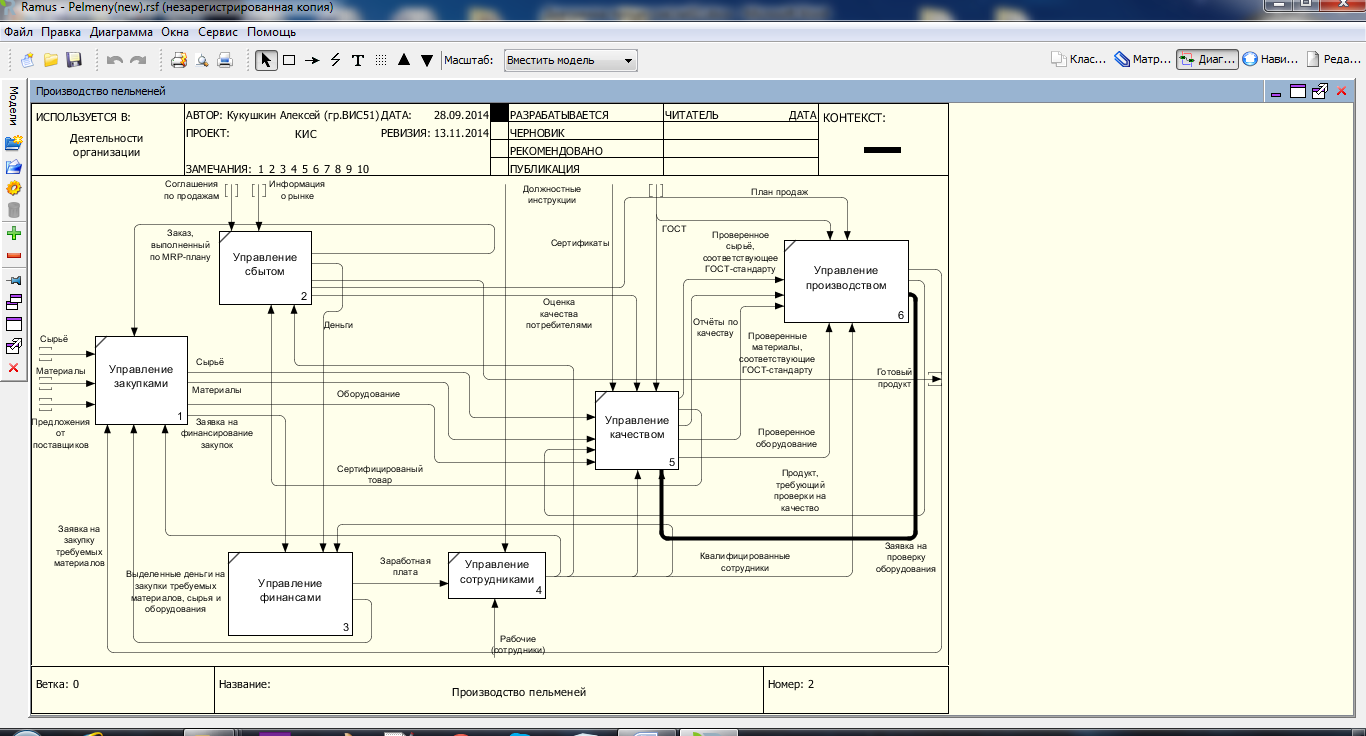 Ramus - Pelmeny(new).rsf (незарегистрированная копия)
Файл Правка Диаграмма Окна Сервис Помощь
Масштаб: Вместить модель
Клас... Матр... Диаг... Нави... Реда...
Модели
Производство пельменей
ИСПОЛЬЗУЕТСЯ В:
Деятельности
организации
АВТОР: Кукушкин Алексей (гр.ВИС51) ДАТА: 28.09.2014
ПРОЕКТ: КИС РЕВИЗИЯ: 13.11.2014
ЗАМЕЧАНИЯ: 1 2 3 4 5 6 7 8 9 10
РАЗРАБАТЫВАЕТСЯ
ЧЕРНОВИК
РЕКОМЕНДОВАНО
ПУБЛИКАЦИЯ
ЧИТАТЕЛЬ ДАТА
КОНТЕКСТ:
Соглашения
по продажам
Информация
о рынке
Должностные
инструкции
План продаж
Заказ,
выполненный
по MRP-плану
Управление
сбытом
2
Сертификаты
ГОСТ
Проверенное
сырьё,
соответствующее
ГОСТ-стандарту
Управление
производством
6
Деньги
Оценка
качества
потребителями
Отчёты по
качеству
Проверенные
материалы,
соответствующие
ГОСТ-стандарту
Готовый
продукт
Сырьё
Материалы
Предложения
от
поставщиков
Управление
закупками
1
Сырьё
Материалы
Оборудование
Заявка на
финансирование
закупок
Управление
качеством
5
Проверенное
оборудование
Сертифицированый
товар
Продукт,
требующий
проверки на
качество
Заявка на
закупку
требуемых
материалов
Выделенные деньги на
закупки требуемых
материалов, сырья и
оборудования
Управление
финансами
3
Заработная
плата
Управление
сотрудниками
4
Квалифицированные
сотрудники
Заявка на
проверку
оборудования
Рабочие
(сотрудники)
Ветка: 0
Название:
Производство пельменей
Номер: 2